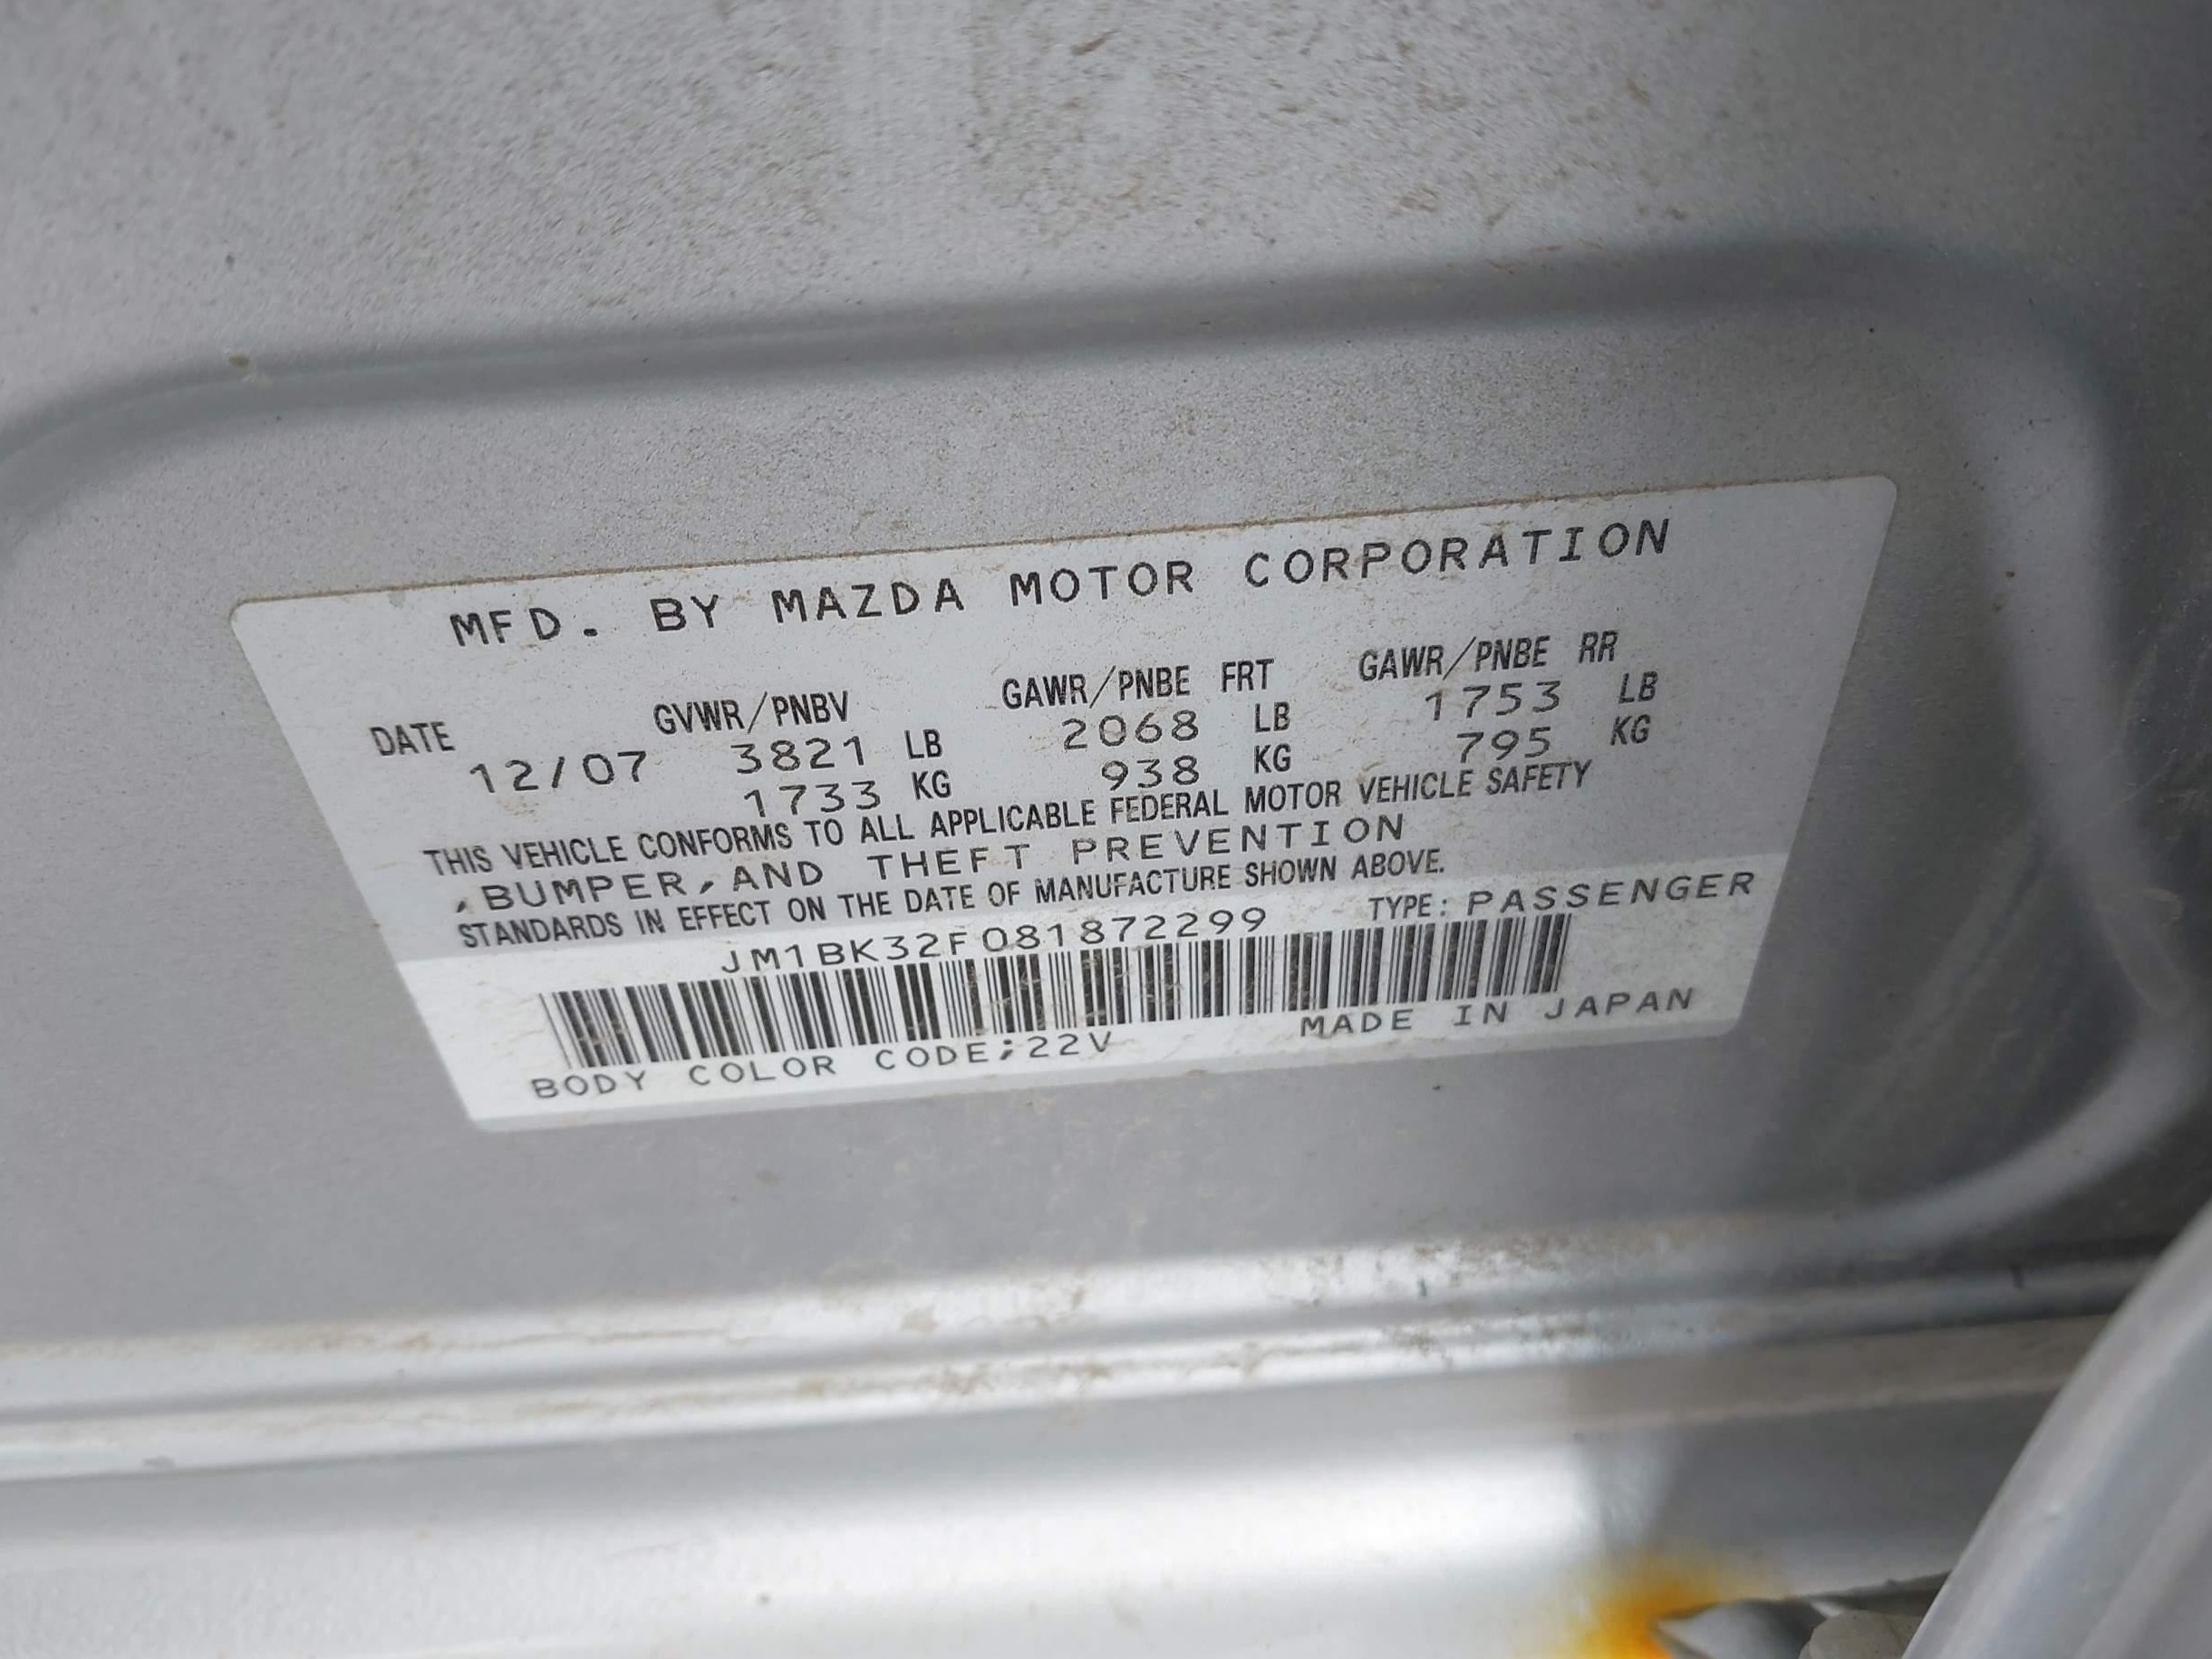 MFD. BY MAZDA MOTOR CORPORATION
DATE GVWR/PNBV GAWR/PNBE FRT GAWR/PNBE RR
12/07 3821 LB 2068 LB 1753 LB
1733 KG 938 KG 795 KG
THIS VEHICLE CONFORMS TO ALL APPLICABLE FEDERAL MOTOR VEHICLE SAFETY
,BUMPER,AND THEFT PREVENTION
STANDARDS IN EFFECT ON THE DATE OF MANUFACTURE SHOWN ABOVE.
JM1BK32F081872299 TYPE: PASSENGER
BODY COLOR CODE;22V MADE IN JAPAN